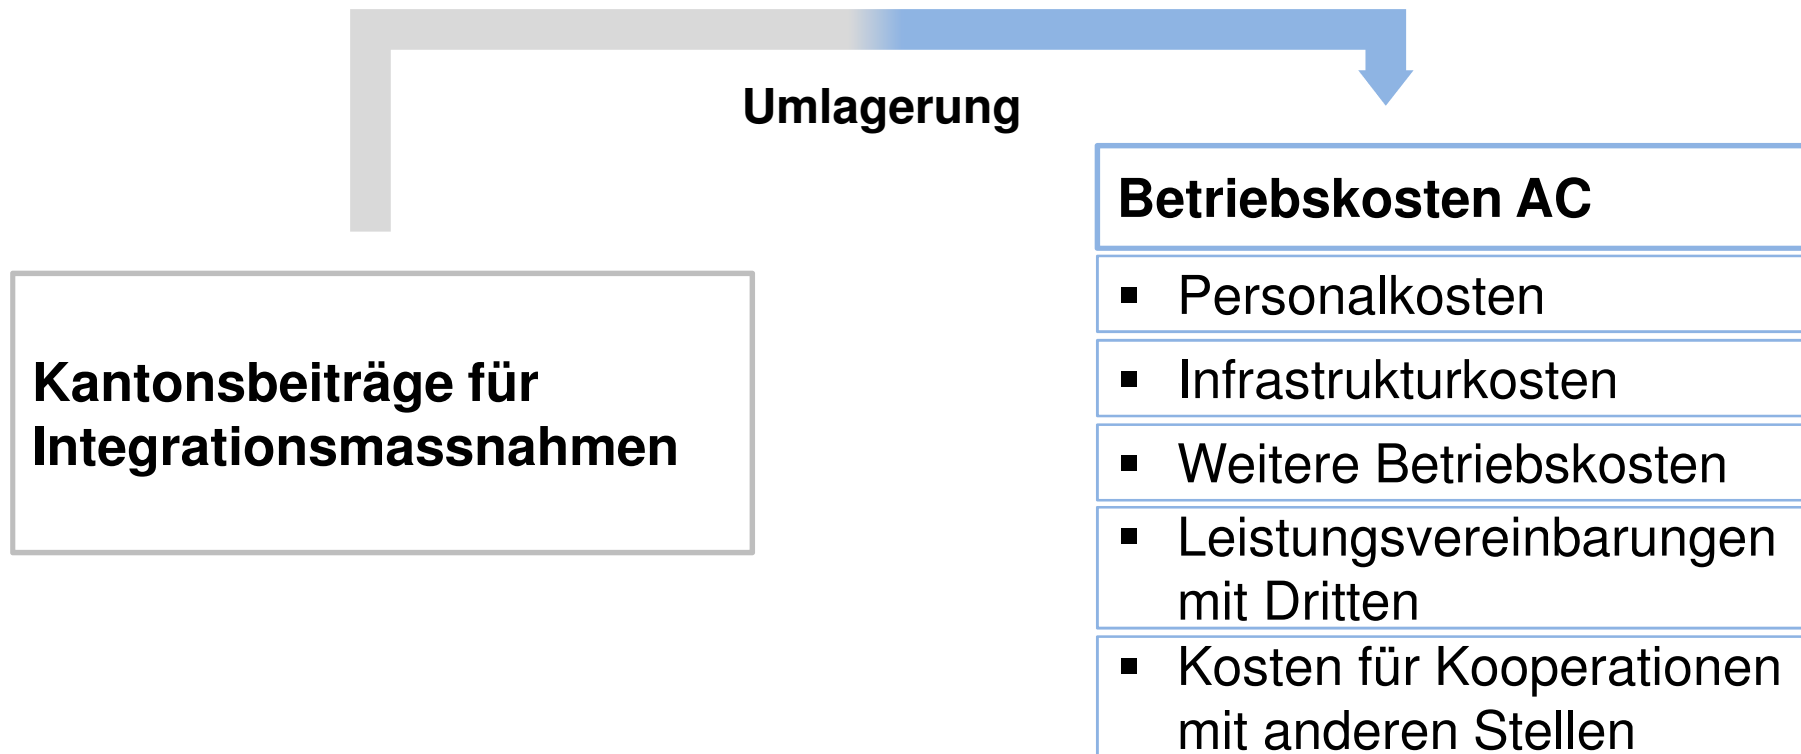 Umlagerung
Kantonsbeiträge für
Integrationsmassnahmen
Betriebskosten AC
▪ Personalkosten
▪ Infrastrukturkosten
▪ Weitere Betriebskosten
▪ Leistungsvereinbarungen
mit Dritten
▪ Kosten für Kooperationen
mit anderen Stellen